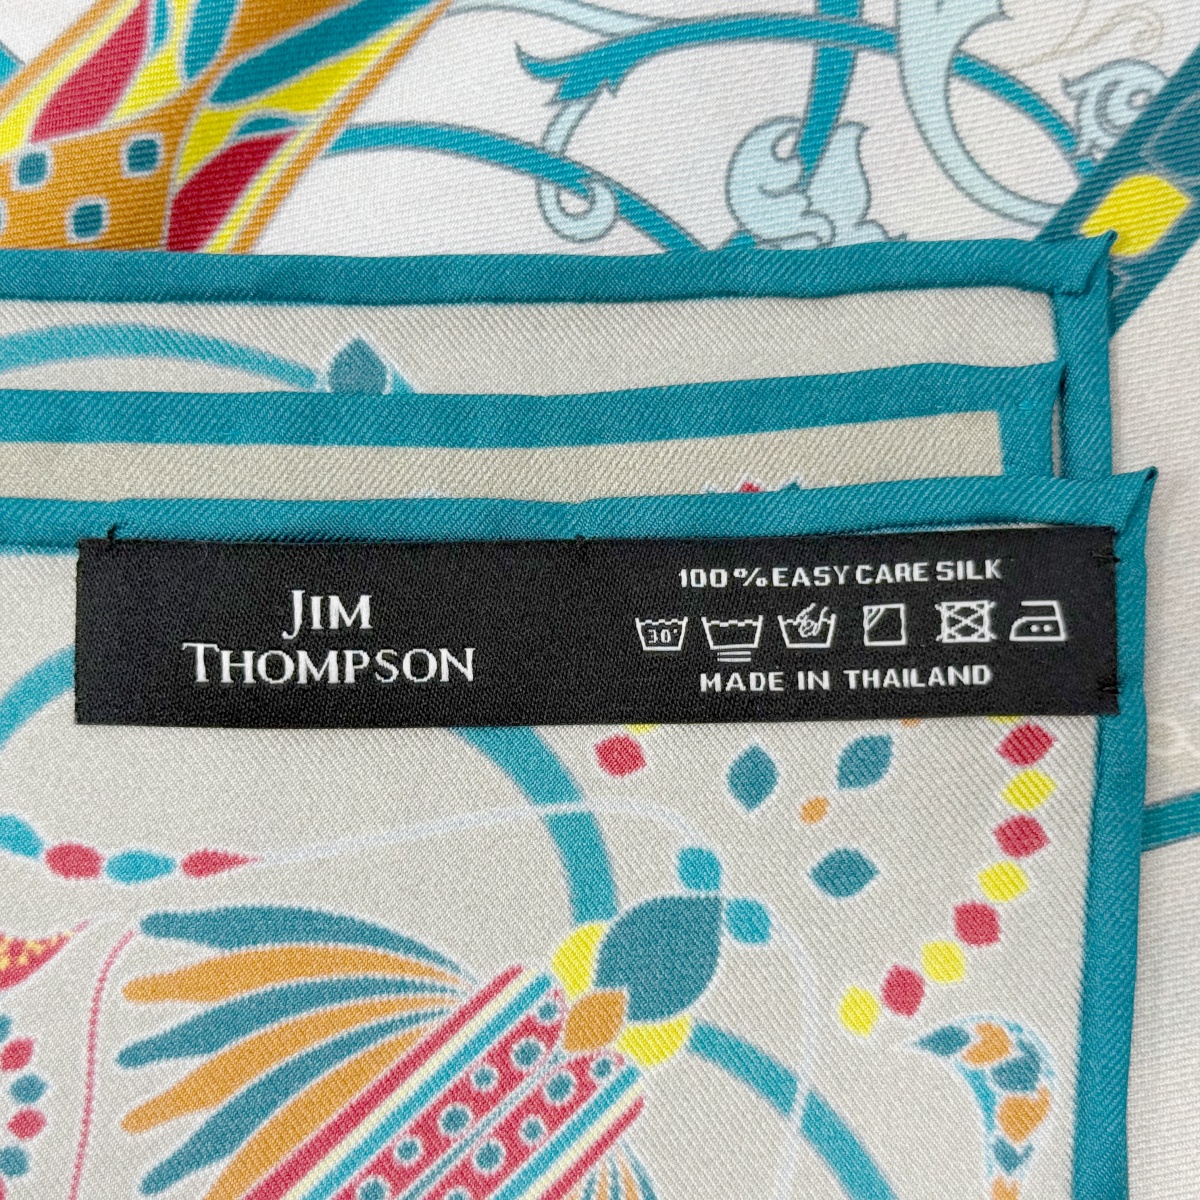 JIM
THOMPSON
100% EASY CARE SILK
30°
MADE IN THAILAND